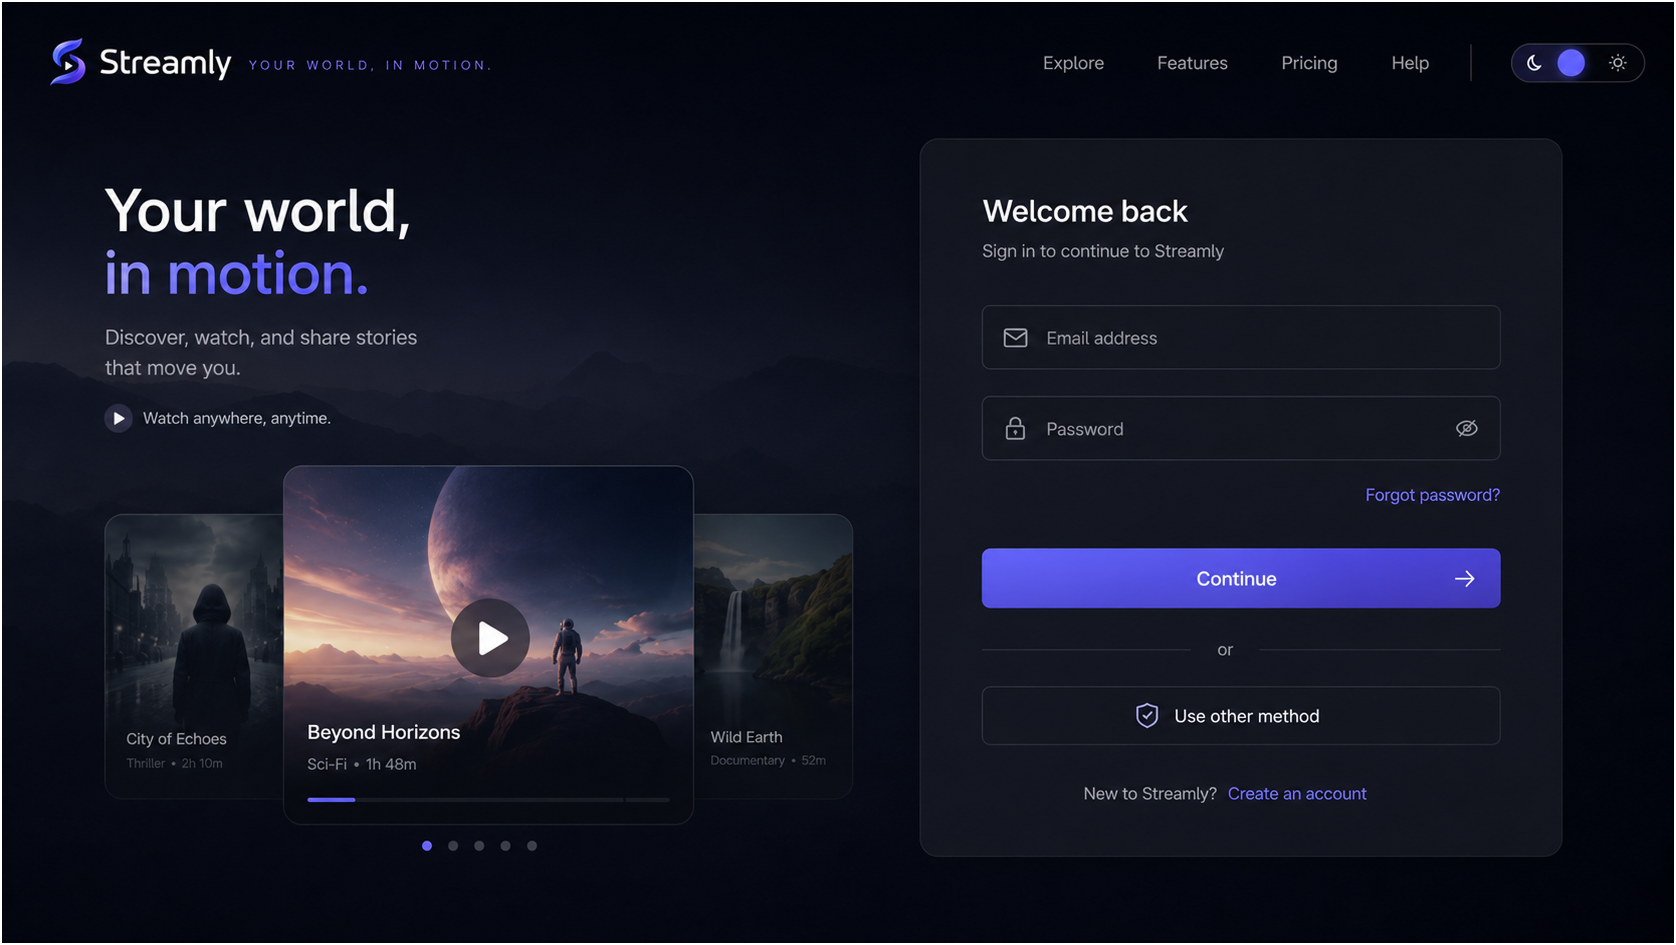 Streamly
YOUR WORLD, IN MOTION.
Explore
Features
Pricing
Help
Your world,
in motion.
Discover, watch, and share stories
that move you.
Watch anywhere, anytime.
City of Echoes
Thriller • 2h 10m
Beyond Horizons
Sci-Fi • 1h 48m
Wild Earth
Documentary • 52m
Welcome back
Sign in to continue to Streamly
Email address
Password
Forgot password?
Continue
or
Use other method
New to Streamly? Create an account